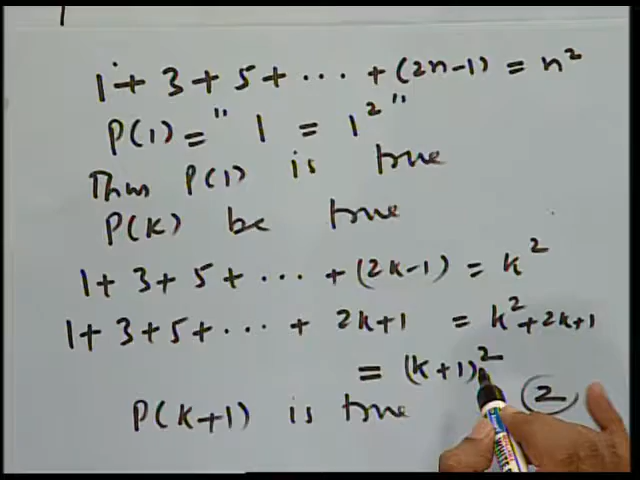 1 + 3 + 5 + ... + (2n-1) = n²
P(1) = " 1 = 1² "
Thus P(1) is true
P(K) be true
1 + 3 + 5 + ... + (2k-1) = k²
1 + 3 + 5 + ... + 2k+1 = k² + 2k+1
= (k+1)²
P(K+1) is true (2)